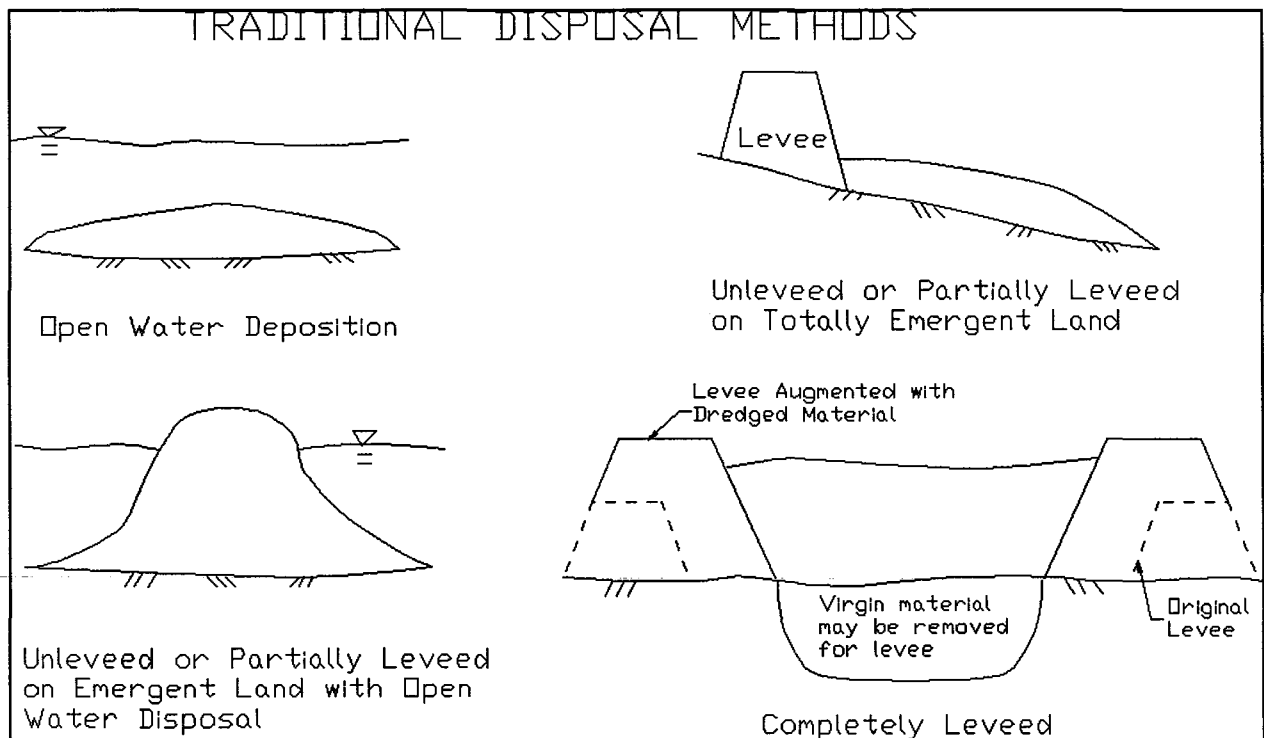 TRADITIONAL DISPOSAL METHODS
Open Water Deposition
Levee
Unleveed or Partially Leveed
on Totally Emergent Land
Unleveed or Partially Leveed
on Emergent Land with Open
Water Disposal
Levee Augmented with
Dredged Material
Virgin material
may be removed
for levee
Original
Levee
Completely Leveed